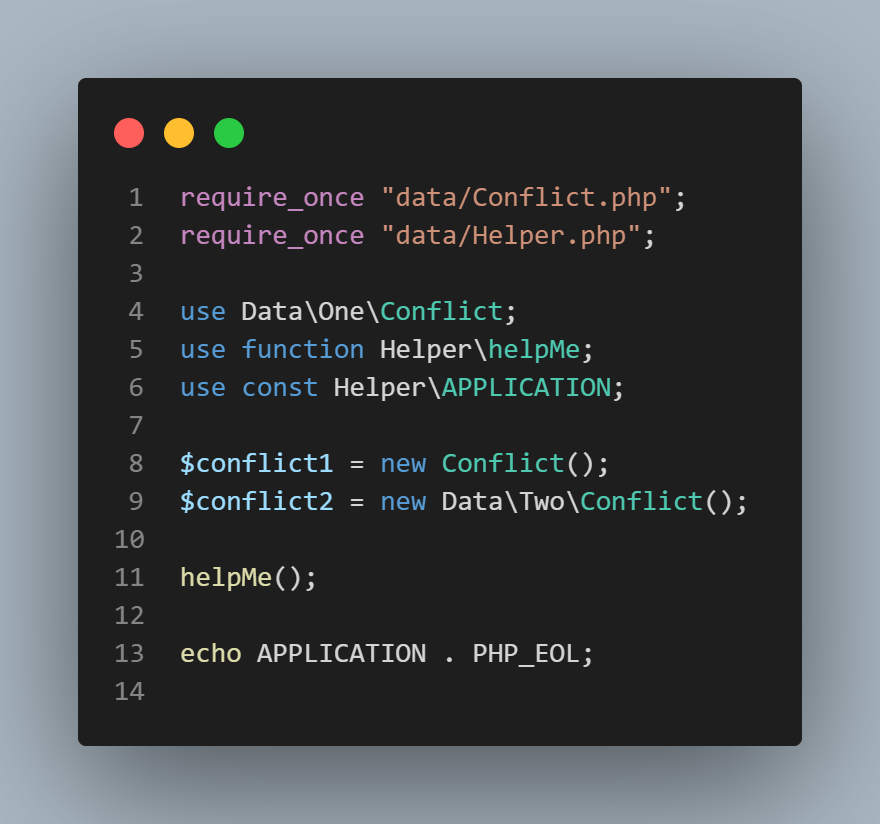 1 require_once "data/Conflict.php";
2 require_once "data/Helper.php";
3
4 use Data\One\Conflict;
5 use function Helper\helpMe;
6 use const Helper\APPLICATION;
7
8 $conflict1 = new Conflict();
9 $conflict2 = new Data\Two\Conflict();
10
11 helpMe();
12
13 echo APPLICATION . PHP_EOL;
14